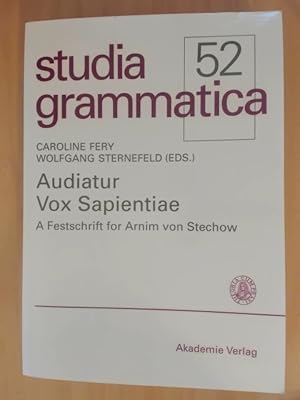 studia
grammatica
52
CAROLINE FERY
WOLFGANG STERNEFELD (EDS.)
Audiatur
Vox Sapientiae
A Festschrift for Arnim von Stechow
Akademie Verlag